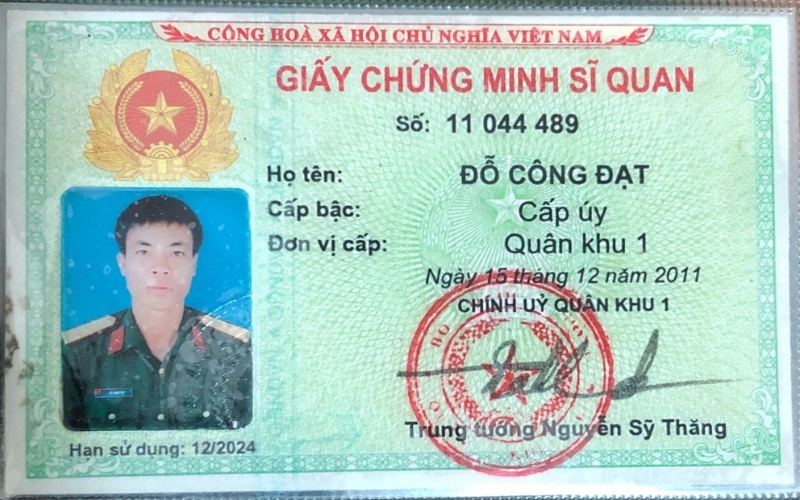 CÔNG HOÀ XÃ HỘI CHỦ NGHĨA VIỆT NAM
GIẤY CHỨNG MINH SĨ QUAN
Số: 11 044 489
Họ tên: ĐỖ CÔNG ĐẠT
Cấp bậc: Cấp úy
Đơn vị cấp: Quân khu 1
Ngày 15 tháng 12 năm 2011
CHÍNH UỶ QUÂN KHU 1
Trung tướng Nguyễn Sỹ Thăng
Hạn sử dụng: 12/2024